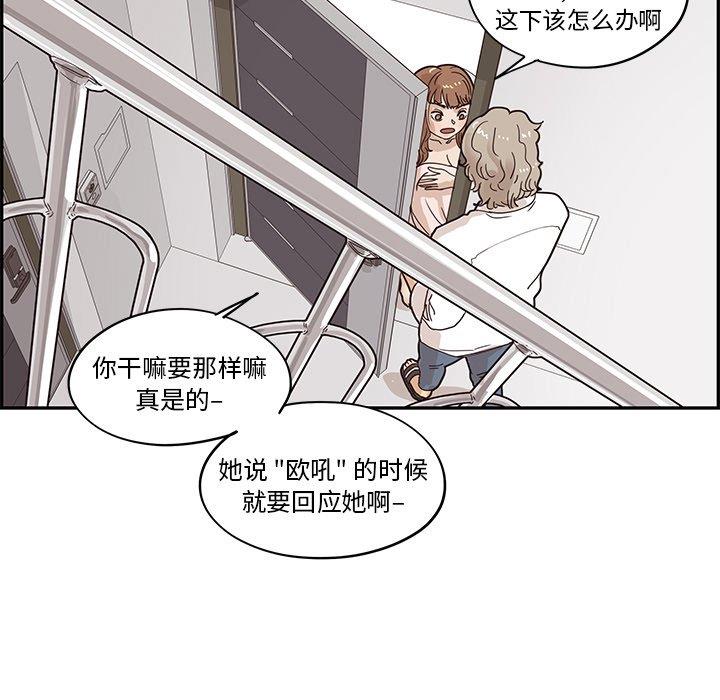 这下该怎么办啊
你干嘛要那样嘛
真是的–
她说 "欧吼" 的时候
就要回应她啊–